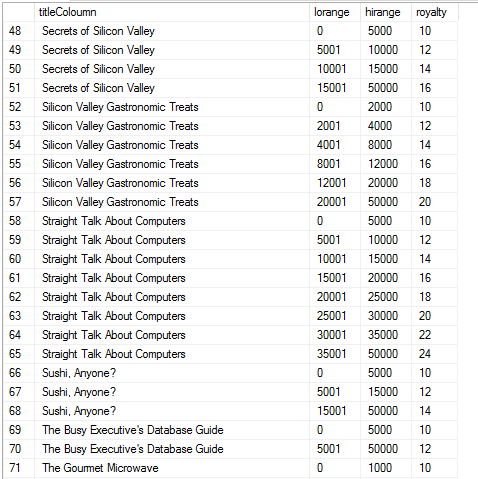 titleColoumn lorange hirange royalty
48 Secrets of Silicon Valley 0 5000 10
49 Secrets of Silicon Valley 5001 10000 12
50 Secrets of Silicon Valley 10001 15000 14
51 Secrets of Silicon Valley 15001 50000 16
52 Silicon Valley Gastronomic Treats 0 2000 10
53 Silicon Valley Gastronomic Treats 2001 4000 12
54 Silicon Valley Gastronomic Treats 4001 8000 14
55 Silicon Valley Gastronomic Treats 8001 12000 16
56 Silicon Valley Gastronomic Treats 12001 20000 18
57 Silicon Valley Gastronomic Treats 20001 50000 20
58 Straight Talk About Computers 0 5000 10
59 Straight Talk About Computers 5001 10000 12
60 Straight Talk About Computers 10001 15000 14
61 Straight Talk About Computers 15001 20000 16
62 Straight Talk About Computers 20001 25000 18
63 Straight Talk About Computers 25001 30000 20
64 Straight Talk About Computers 30001 35000 22
65 Straight Talk About Computers 35001 50000 24
66 Sushi, Anyone? 0 5000 10
67 Sushi, Anyone? 5001 15000 12
68 Sushi, Anyone? 15001 50000 14
69 The Busy Executive's Database Guide 0 5000 10
70 The Busy Executive's Database Guide 5001 50000 12
71 The Gourmet Microwave 0 1000 10